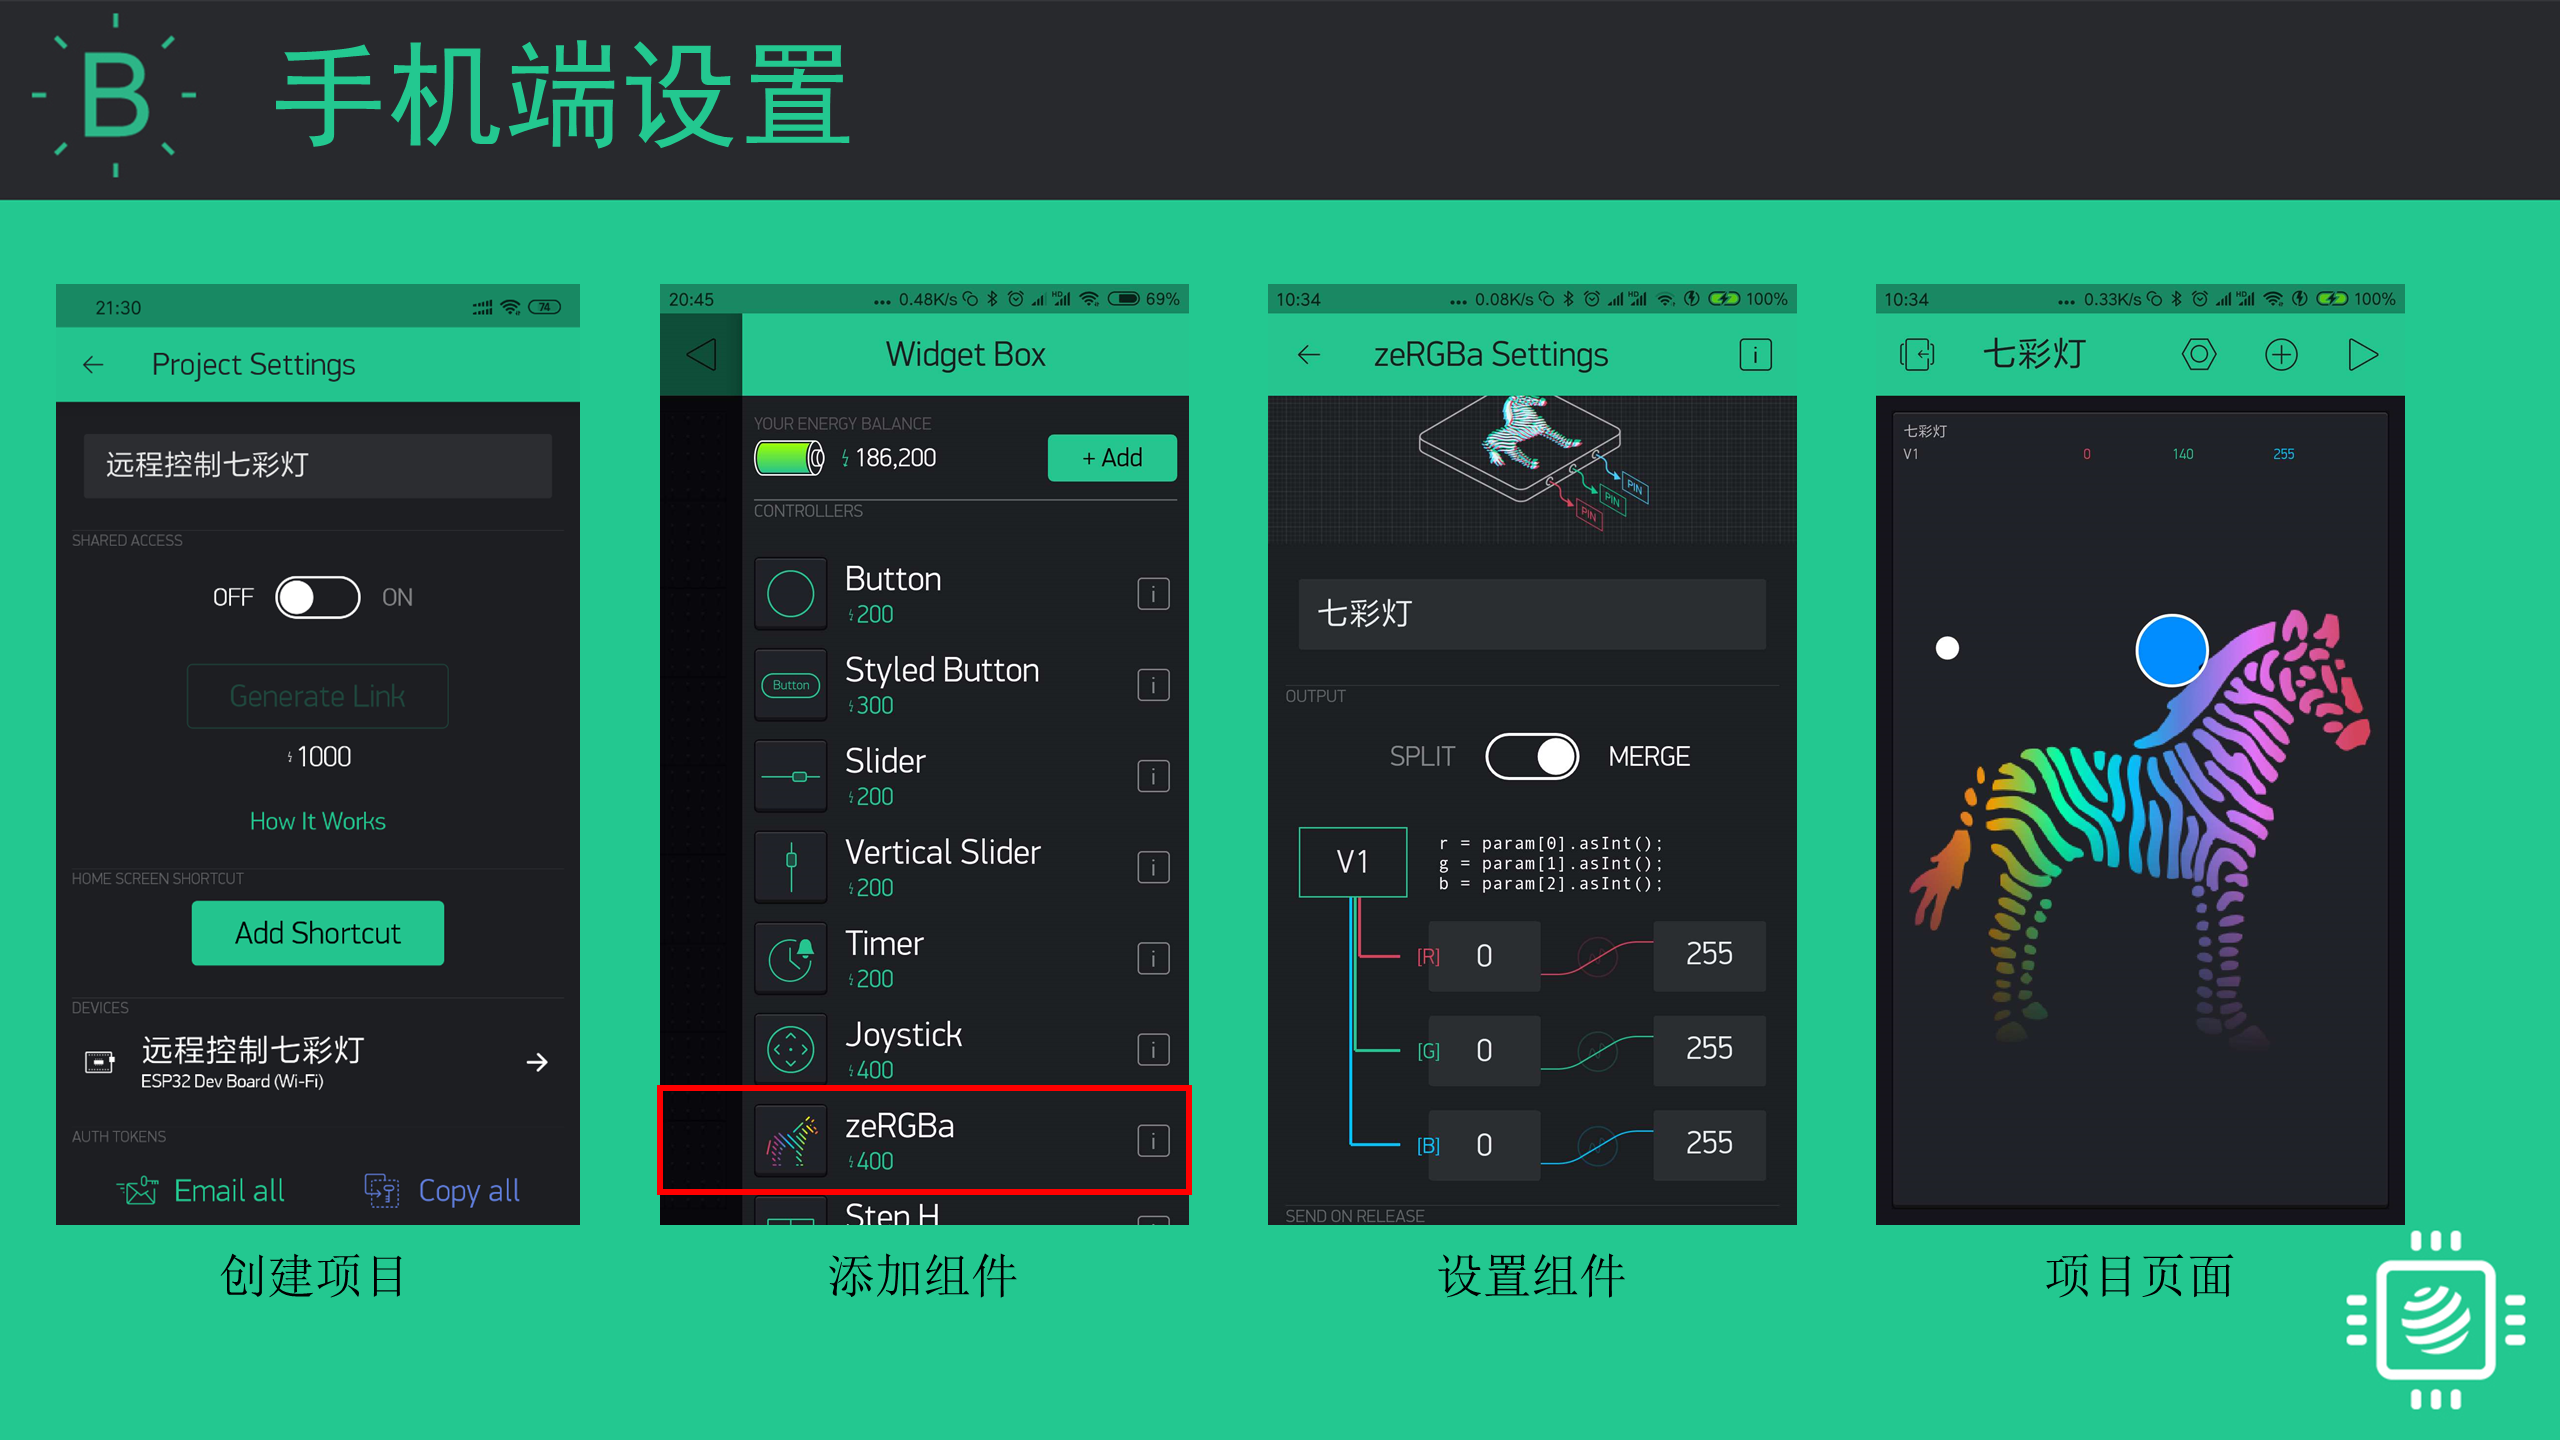 B
手机端设置
21:30
74
Project Settings
远程控制七彩灯
SHARED ACCESS
OFF ON
Generate Link
1000
How It Works
HOME SCREEN SHORTCUT
Add Shortcut
DEVICES
远程控制七彩灯
ESP32 Dev Board (Wi-Fi)
AUTH TOKENS
Email all Copy all
创建项目
20:45 ... 0.48K/s HD 69%
Widget Box
YOUR ENERGY BALANCE
186,200 + Add
CONTROLLERS
Button
200
Button
Styled Button
300
Slider
200
Vertical Slider
200
Timer
200
Joystick
400
zeRGBa
400
Step H
添加组件
10:34 ... 0.08K/s HD 100%
zeRGBa Settings
PIN
PIN
PIN
七彩灯
OUTPUT
SPLIT MERGE
V1
r = param[0].asInt();
g = param[1].asInt();
b = param[2].asInt();
[R] 0 255
[G] 0 255
[B] 0 255
SEND ON RELEASE
设置组件
10:34 ... 0.33K/s HD 100%
七彩灯
七彩灯
V1 0 140 255
项目页面